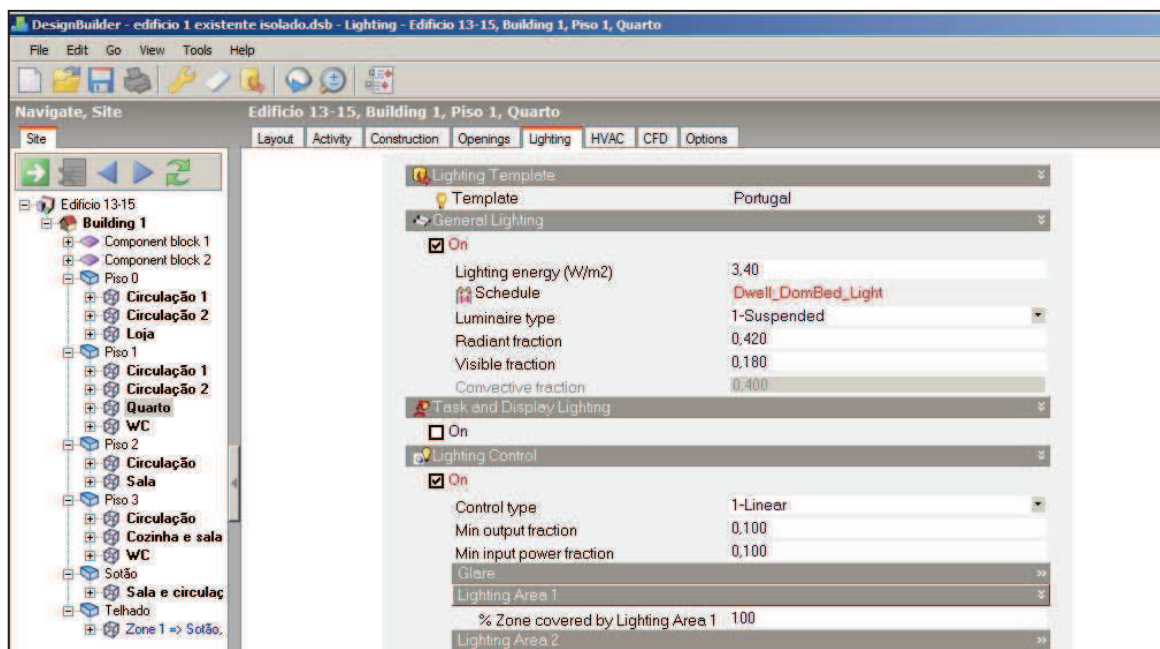 DesignBuilder - edificio 1 existente isolado.dsb - Lighting - Edificio 13-15, Building 1, Piso 1, Quarto
File Edit Go View Tools Help
Navigate, Site
Site
Edificio 13-15
Building 1
Component block 1
Component block 2
Piso 0
Circulação 1
Circulação 2
Loja
Piso 1
Circulação 1
Circulação 2
Quarto
WC
Piso 2
Circulação
Sala
Piso 3
Circulação
Cozinha e sala
WC
Sotão
Sala e circulaç
Telhado
Zone 1 => Sotão,
Edificio 13-15, Building 1, Piso 1, Quarto
Layout Activity Construction Openings Lighting HVAC CFD Options
Lighting Template
Template Portugal
General Lighting
On
Lighting energy (W/m2) 3,40
Schedule Dwell_DomBed_Light
Luminaire type 1-Suspended
Radiant fraction 0,420
Visible fraction 0,180
Convective fraction 0,400
Task and Display Lighting
On
Lighting Control
On
Control type 1-Linear
Min output fraction 0,100
Min input power fraction 0,100
Glare
Lighting Area 1
% Zone covered by Lighting Area 1 100
Lighting Area 2